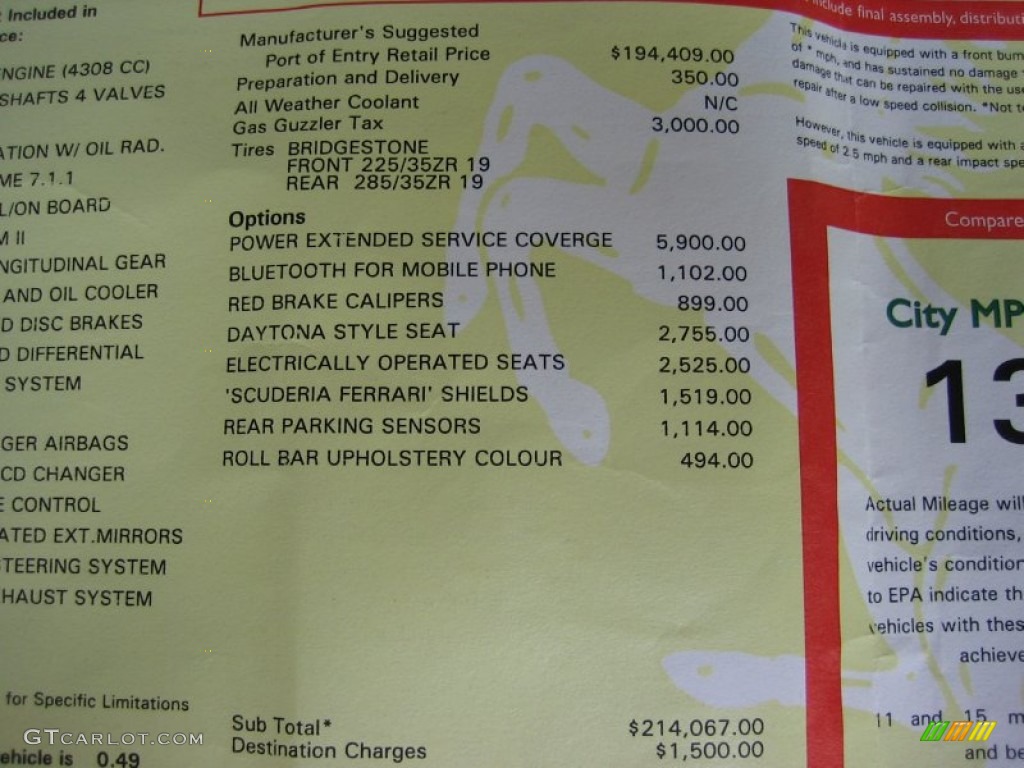 Included in
ce:
ENGINE (4308 CC)
SHAFTS 4 VALVES
ATION W/ OIL RAD.
ME 7.1.1
L/ON BOARD
M II
NGITUDINAL GEAR
AND OIL COOLER
D DISC BRAKES
D DIFFERENTIAL
SYSTEM
GER AIRBAGS
CD CHANGER
E CONTROL
ATED EXT.MIRRORS
STEERING SYSTEM
HAUST SYSTEM
for Specific Limitations
ehicle is 0.49
Manufacturer's Suggested
Port of Entry Retail Price $194,409.00
Preparation and Delivery 350.00
All Weather Coolant N/C
Gas Guzzler Tax 3,000.00
Tires BRIDGESTONE
FRONT 225/35ZR 19
REAR 285/35ZR 19
Options
POWER EXTENDED SERVICE COVERGE 5,900.00
BLUETOOTH FOR MOBILE PHONE 1,102.00
RED BRAKE CALIPERS 899.00
DAYTONA STYLE SEAT 2,755.00
ELECTRICALLY OPERATED SEATS 2,525.00
'SCUDERIA FERRARI' SHIELDS 1,519.00
REAR PARKING SENSORS 1,114.00
ROLL BAR UPHOLSTERY COLOUR 494.00
Sub Total* $214,067.00
Destination Charges $1,500.00
include final assembly, distributi
This vehicle is equipped with a front bum
of * mph, and has sustained no damage
damage that can be repaired with the use
repair after a low speed collision. *Not t
However, this vehicle is equipped with a
speed of 2.5 mph and a rear impact spe
Compare
City MP
13
Actual Mileage will
driving conditions,
vehicle's condition
to EPA indicate th
vehicles with thes
achieve
11 and 15 m
and be
GTCARLOT.COM